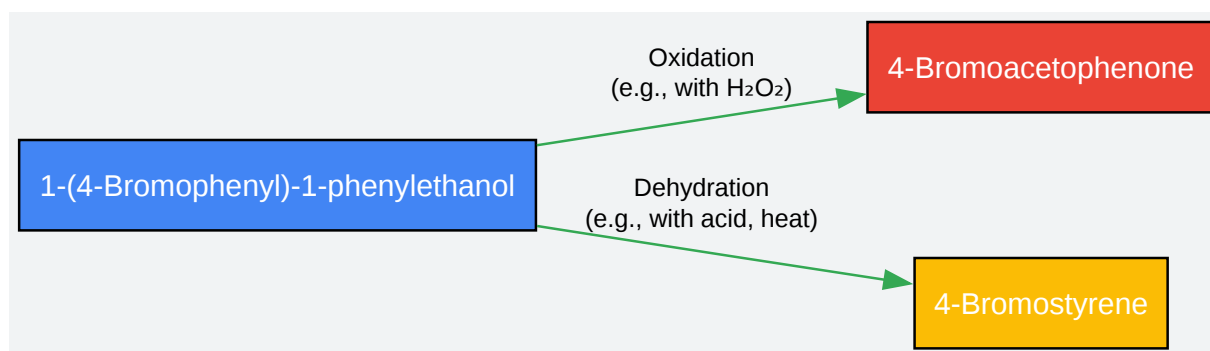 Oxidation
(e.g., with H₂O₂)
4-Bromoacetophenone
1-(4-Bromophenyl)-1-phenylethanol
Dehydration
(e.g., with acid, heat)
4-Bromostyrene